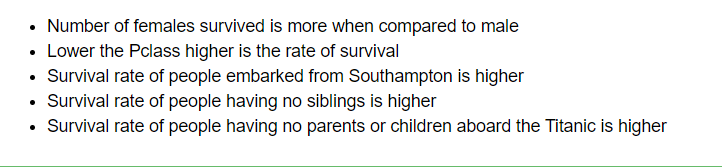 Number of females survived is more when compared to male
Lower the Pclass higher is the rate of survival
Survival rate of people embarked from Southampton is higher
Survival rate of people having no siblings is higher
Survival rate of people having no parents or children aboard the Titanic is higher